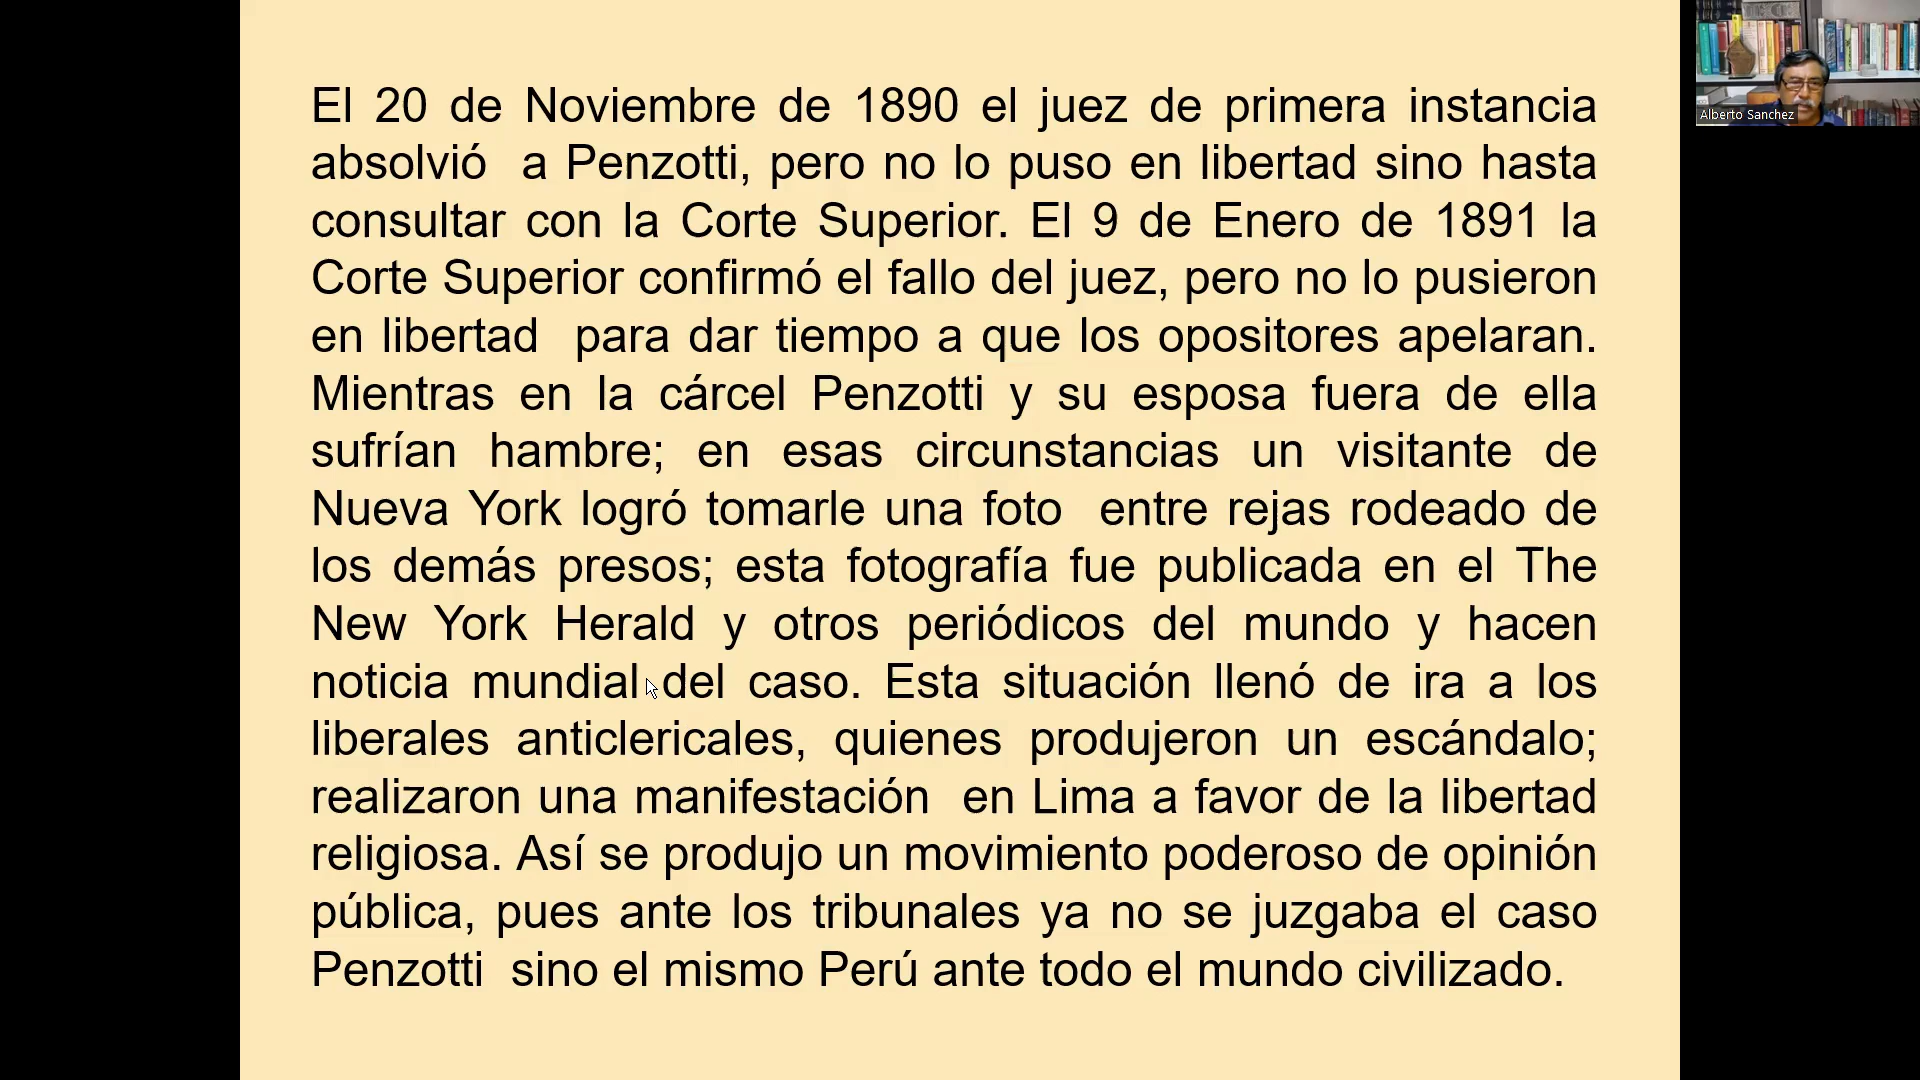 El 20 de Noviembre de 1890 el juez de primera instancia
absolvió a Penzotti, pero no lo puso en libertad sino hasta
consultar con la Corte Superior. El 9 de Enero de 1891 la
Corte Superior confirmó el fallo del juez, pero no lo pusieron
en libertad para dar tiempo a que los opositores apelaran.
Mientras en la cárcel Penzotti y su esposa fuera de ella
sufrían hambre; en esas circunstancias un visitante de
Nueva York logró tomarle una foto entre rejas rodeado de
los demás presos; esta fotografía fue publicada en el The
New York Herald y otros periódicos del mundo y hacen
noticia mundial del caso. Esta situación llenó de ira a los
liberales anticlericales, quienes produjeron un escándalo;
realizaron una manifestación en Lima a favor de la libertad
religiosa. Así se produjo un movimiento poderoso de opinión
pública, pues ante los tribunales ya no se juzgaba el caso
Penzotti sino el mismo Perú ante todo el mundo civilizado.
Alberto Sanchez